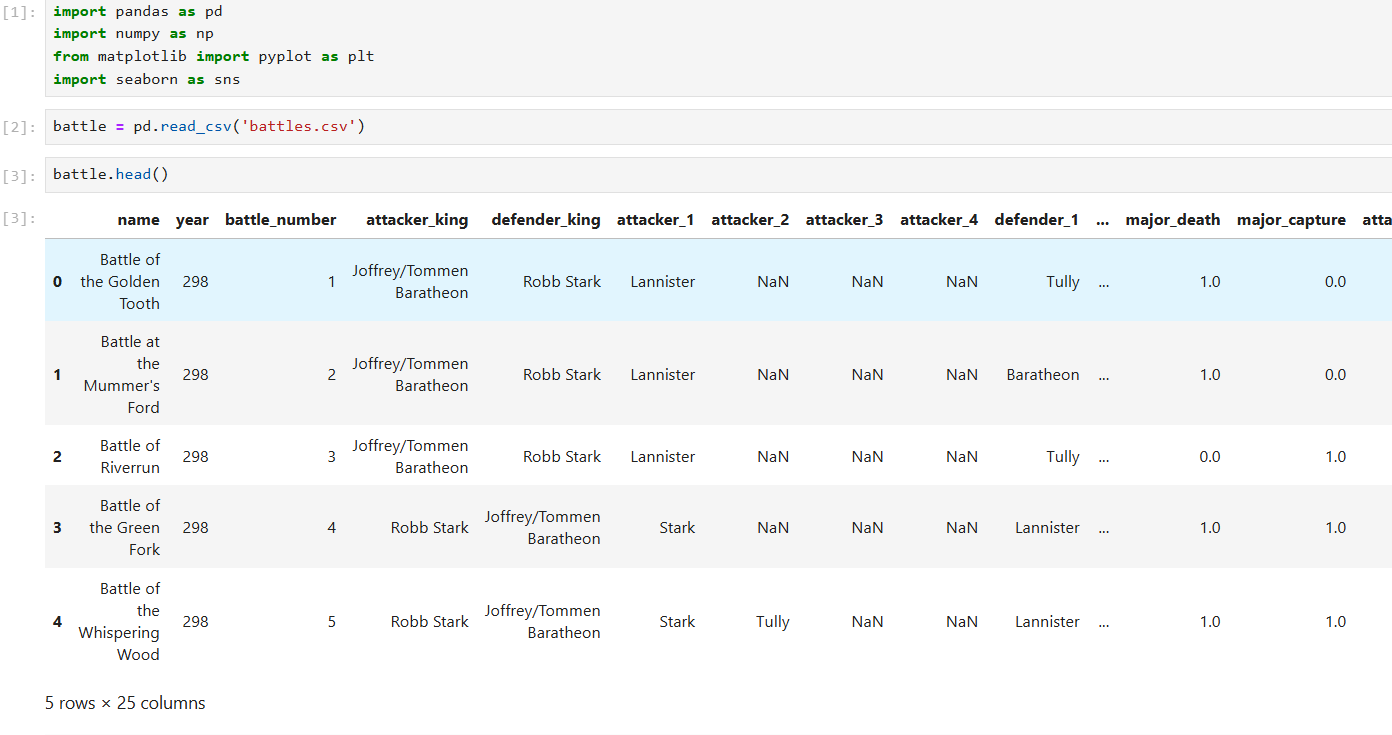 [1]: import pandas as pd
import numpy as np
from matplotlib import pyplot as plt
import seaborn as sns
[2]: battle = pd.read_csv('battles.csv')
[3]: battle.head()
[3]: name year battle_number attacker_king defender_king attacker_1 attacker_2 attacker_3 attacker_4 defender_1 ... major_death major_capture atta
Battle of
the Golden
Tooth
0 298 1 Joffrey/Tommen
Baratheon
Robb Stark Lannister NaN NaN NaN Tully ... 1.0 0.0
Battle at
the
Mummer's
Ford
1 298 2 Joffrey/Tommen
Baratheon
Robb Stark Lannister NaN NaN NaN Baratheon ... 1.0 0.0
Battle of
Riverrun
2 298 3 Joffrey/Tommen
Baratheon
Robb Stark Lannister NaN NaN NaN Tully ... 0.0 1.0
Battle of
the Green
Fork
3 298 4 Robb Stark Joffrey/Tommen
Baratheon
Stark NaN NaN NaN Lannister ... 1.0 1.0
Battle of
the
Whispering
Wood
4 298 5 Robb Stark Joffrey/Tommen
Baratheon
Stark Tully NaN NaN Lannister ... 1.0 1.0
5 rows × 25 columns